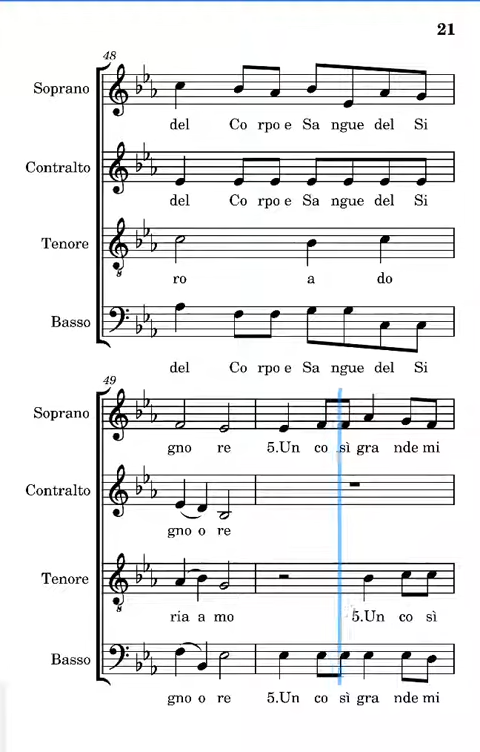 21
48
Soprano
del Co rpo e Sa ngue del Si
Contralto
del Co rpo e Sa ngue del Si
Tenore
ro a do
Basso
del Co rpo e Sa ngue del Si
49
Soprano
gno re 5.Un co sì gra nde mi
Contralto
gno o re
Tenore
ria a mo 5.Un co sì
Basso
gno o re 5.Un co sì gra nde mi